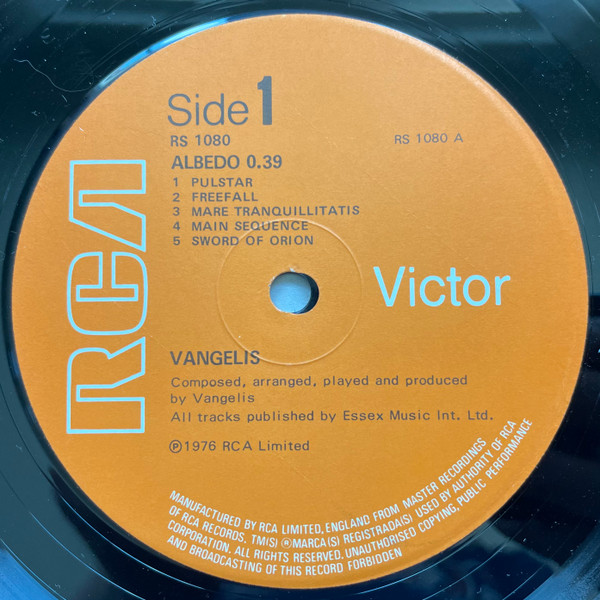 Side 1
RS 1080
RS 1080 A
ALBEDO 0.39
1 PULSTAR
2 FREEFALL
3 MARE TRANQUILLITATIS
4 MAIN SEQUENCE
5 SWORD OF ORION
RCA
Victor
VANGELIS
Composed, arranged, played and produced
by Vangelis
All tracks published by Essex Music Int. Ltd.
℗1976 RCA Limited
MANUFACTURED BY RCA LIMITED, ENGLAND FROM MASTER RECORDINGS
OF RCA RECORDS. TM(S) ® MARCA(S) REGISTRADA(S) USED BY AUTHORITY OF RCA
CORPORATION. ALL RIGHTS RESERVED. UNAUTHORISED COPYING, PUBLIC PERFORMANCE
AND BROADCASTING OF THIS RECORD FORBIDDEN